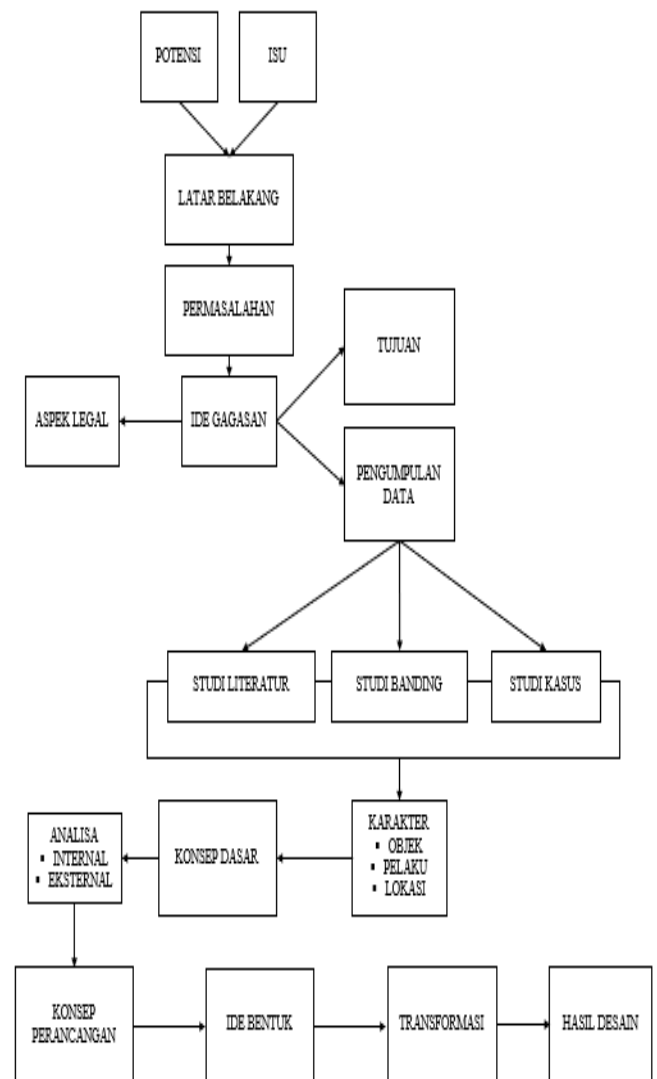 POTENSI
ISU
LATAR BELAKANG
PERMASALAHAN
TUJUAN
ASPEK LEGAL
IDE GAGASAN
PENGUMPULAN
DATA
STUDI LITERATUR
STUDI BANDING
STUDI KASUS
ANALISA
▪ INTERNAL
▪ EKSTERNAL
KONSEP DASAR
KARAKTER
▪ OBJEK
▪ PELAKU
▪ LOKASI
KONSEP
PERANCANGAN
IDE BENTUK
TRANSFORMASI
HASIL DESAIN